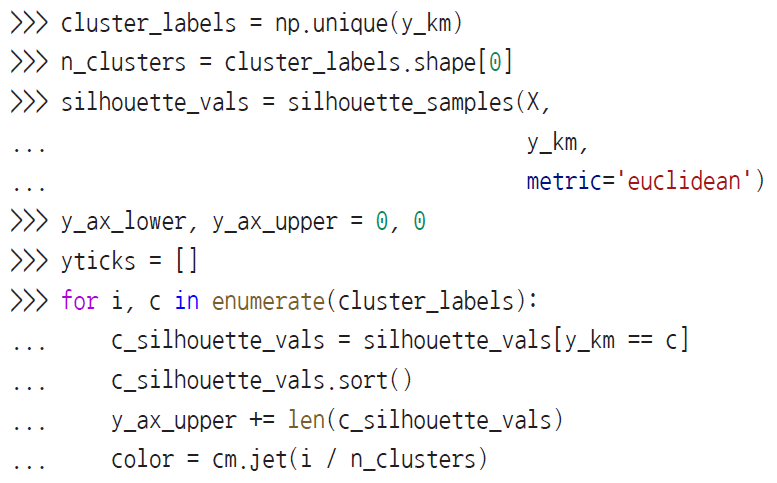 >>> cluster_labels = np.unique(y_km)
>>> n_clusters = cluster_labels.shape[0]
>>> silhouette_vals = silhouette_samples(X,
...                                      y_km,
...                                      metric='euclidean')
>>> y_ax_lower, y_ax_upper = 0, 0
>>> yticks = []
>>> for i, c in enumerate(cluster_labels):
...     c_silhouette_vals = silhouette_vals[y_km == c]
...     c_silhouette_vals.sort()
...     y_ax_upper += len(c_silhouette_vals)
...     color = cm.jet(i / n_clusters)